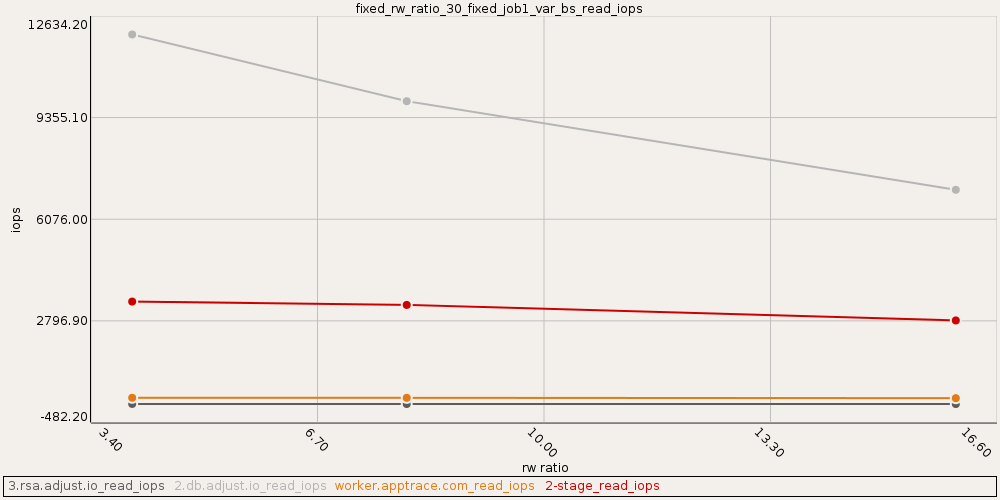 fixed_rw_ratio_30_fixed_job1_var_bs_read_iops
12634.20
9355.10
6076.00
2796.90
-482.20
iops
3.40 6.70 10.00 13.30 16.60
rw ratio
3.rsa.adjust.io_read_iops 2.db.adjust.io_read_iops worker.apptrace.com_read_iops 2-stage_read_iops